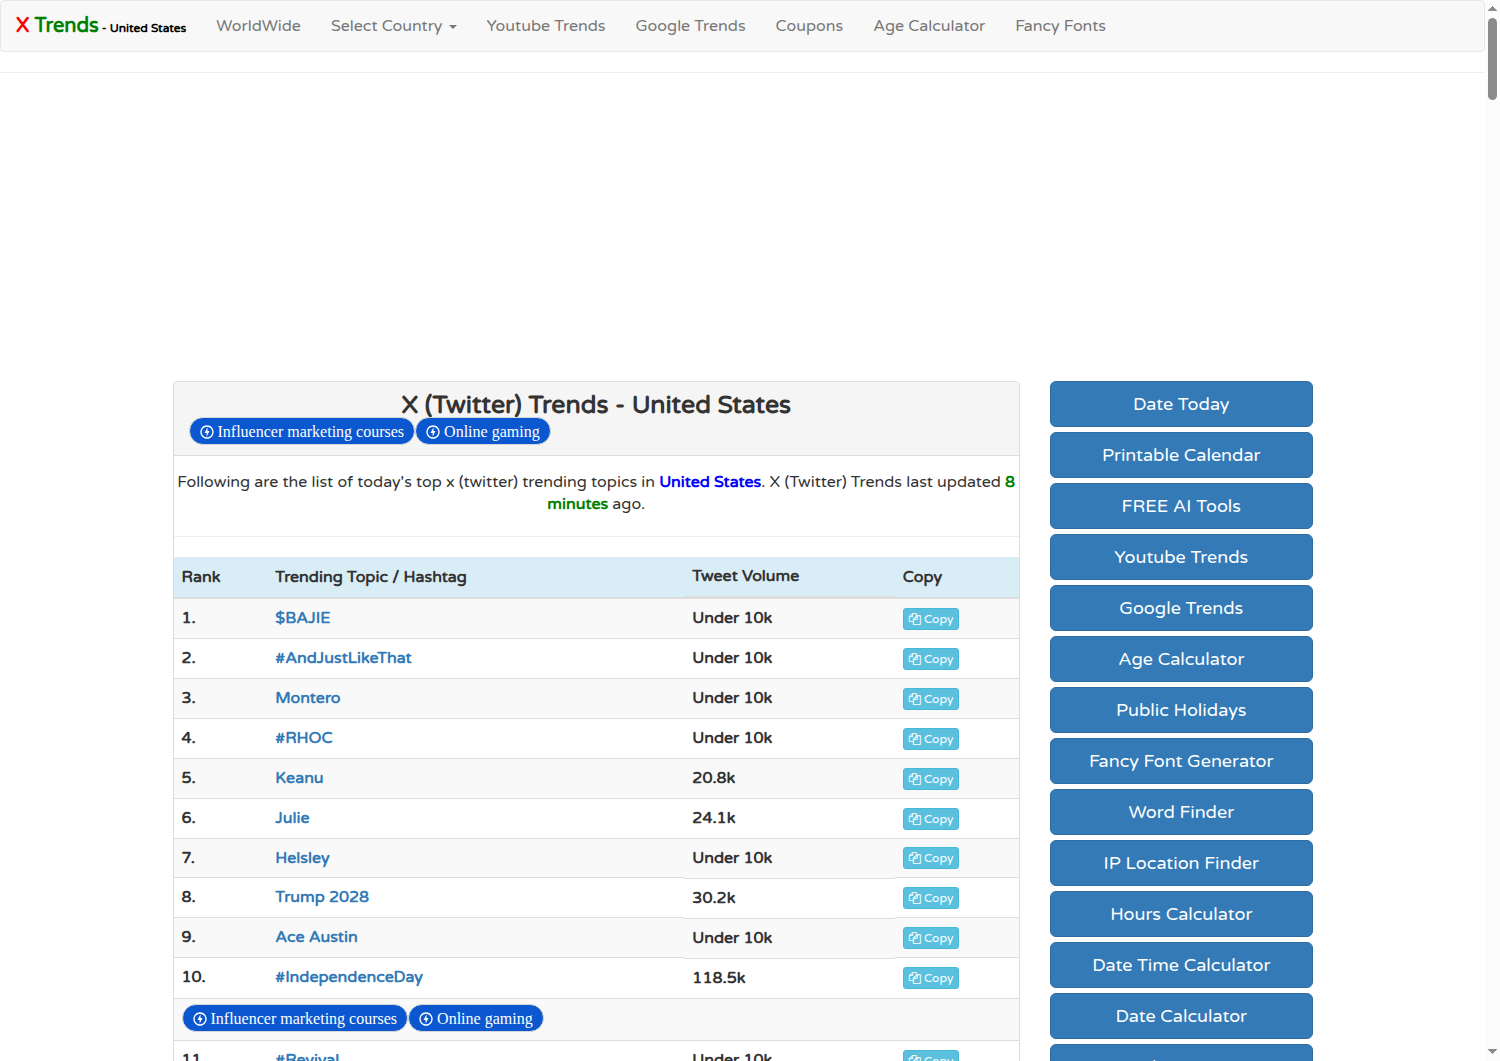 X Trends - United States WorldWide Select Country Youtube Trends Google Trends Coupons Age Calculator Fancy Fonts
X (Twitter) Trends - United States
Influencer marketing courses Online gaming
Following are the list of today's top x (twitter) trending topics in United States. X (Twitter) Trends last updated 8
minutes ago.
Rank Trending Topic / Hashtag Tweet Volume Copy
1. $BAJIE Under 10k Copy
2. #AndJustLikeThat Under 10k Copy
3. Montero Under 10k Copy
4. #RHOC Under 10k Copy
5. Keanu 20.8k Copy
6. Julie 24.1k Copy
7. Helsley Under 10k Copy
8. Trump 2028 30.2k Copy
9. Ace Austin Under 10k Copy
10. #IndependenceDay 118.5k Copy
Influencer marketing courses Online gaming
11. #Revival Under 10k Copy
Date Today
Printable Calendar
FREE AI Tools
Youtube Trends
Google Trends
Age Calculator
Public Holidays
Fancy Font Generator
Word Finder
IP Location Finder
Hours Calculator
Date Time Calculator
Date Calculator